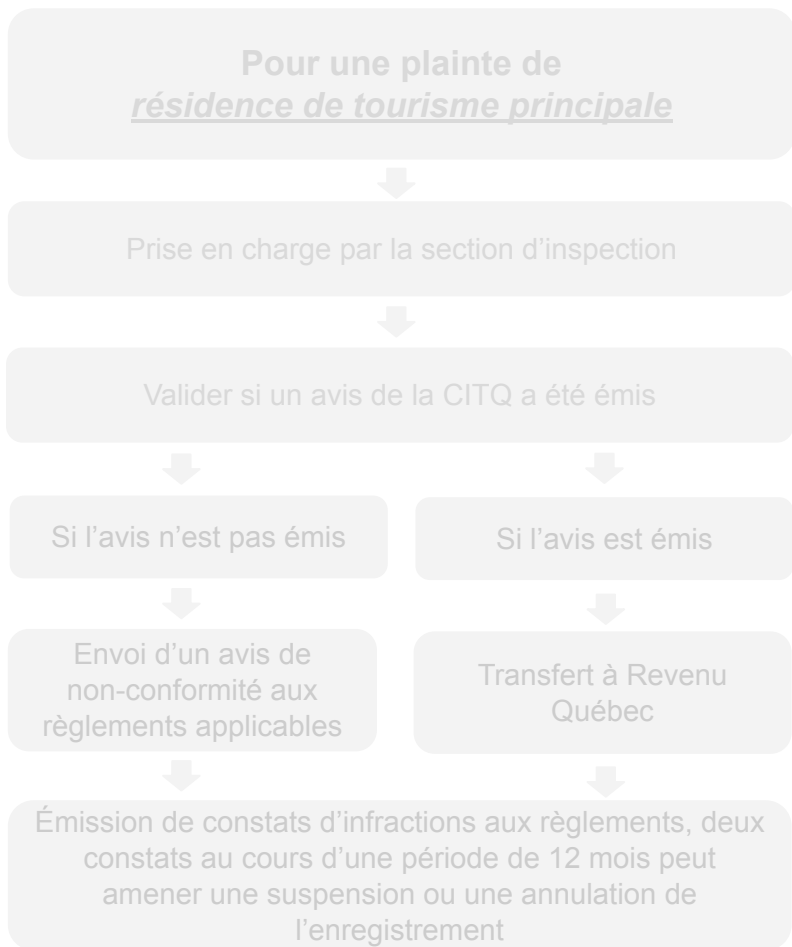 Pour une plainte de
résidence de tourisme principale
Prise en charge par la section d’inspection
Valider si un avis de la CITQ a été émis
Si l’avis n’est pas émis
Si l’avis est émis
Envoi d’un avis de
non-conformité aux
règlements applicables
Transfert à Revenu
Québec
Émission de constats d’infractions aux règlements, deux
constats au cours d’une période de 12 mois peut
amener une suspension ou une annulation de
l’enregistrement